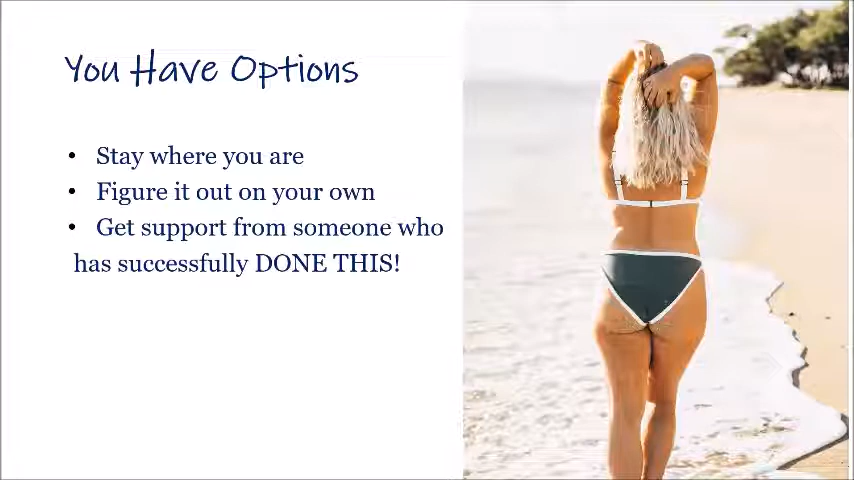 You Have Options
• Stay where you are
• Figure it out on your own
• Get support from someone who
has successfully DONE THIS!